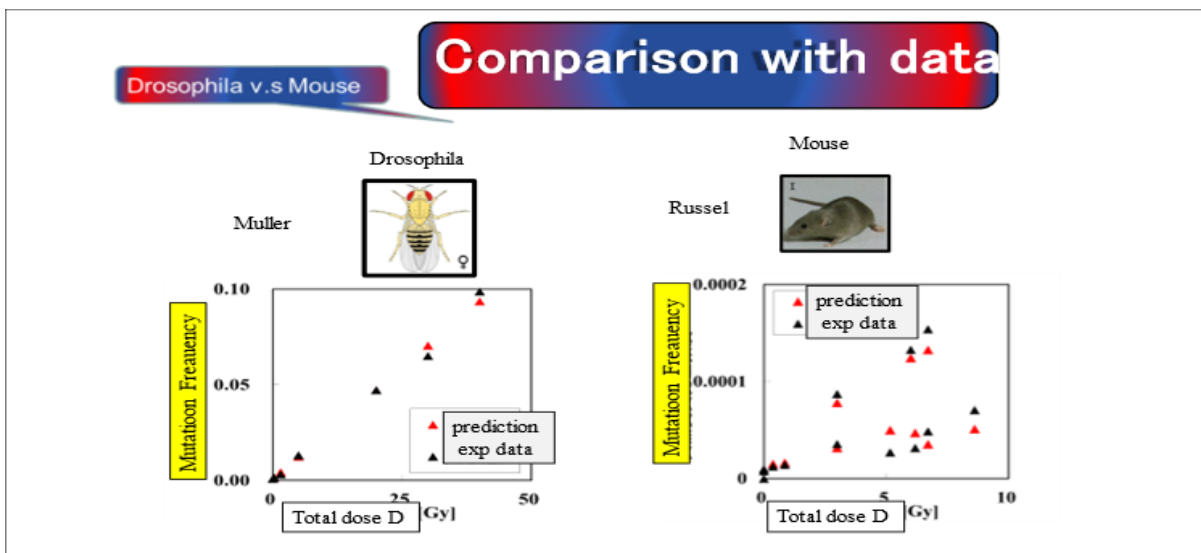 Comparison with data
Drosophila v.s Mouse
Drosophila
Muller
♀
Mutatioon Freauency
0.10
0.05
0.00
prediction
exp data
0
25
50
Total dose D
[Gy]
Mouse
Russel
I
Mutatioon Freauency
0.0002
0.0001
0
prediction
exp data
0
5
10
Total dose D
[Gy]